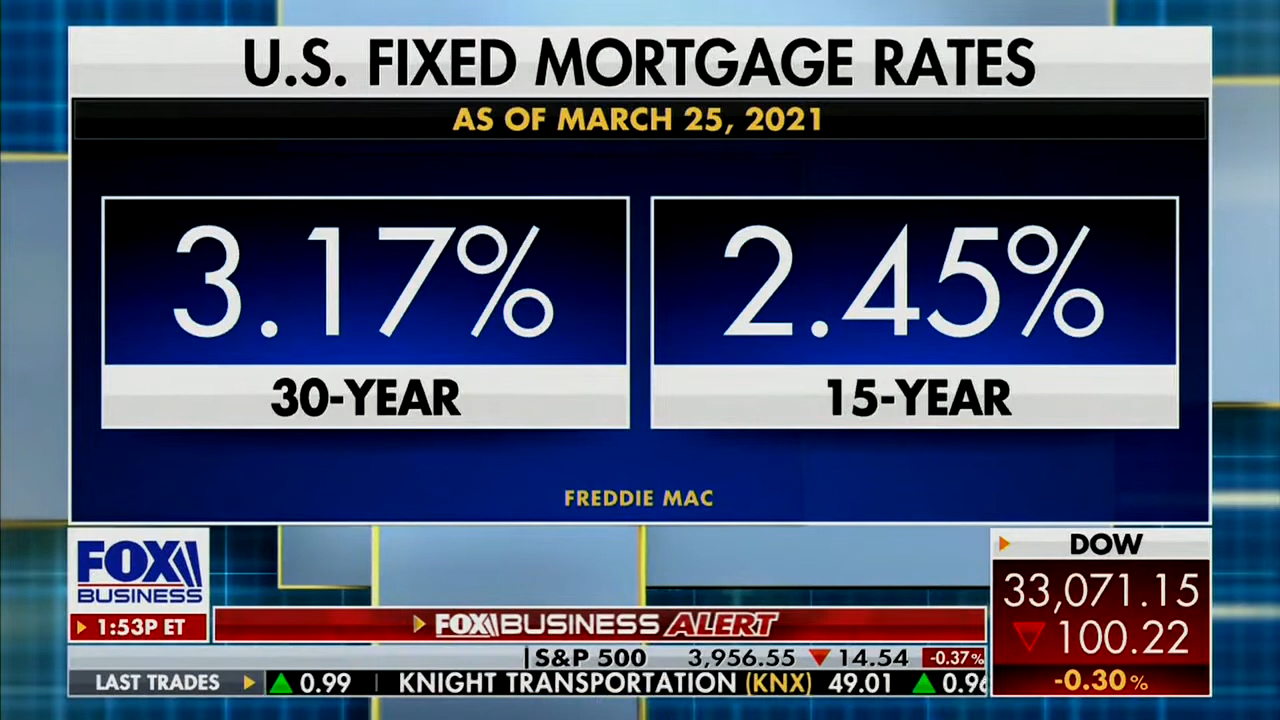 U.S. FIXED MORTGAGE RATES
AS OF MARCH 25, 2021
3.17%
30-YEAR
2.45%
15-YEAR
FREDDIE MAC
FOX BUSINESS
1:53P ET
FOX BUSINESS ALERT
S&P 500 3,956.55 ▼ 14.54 -0.37%
LAST TRADES ▲ 0.99 | KNIGHT TRANSPORTATION (KNX) 49.01 ▲ 0.96
DOW
33,071.15
▼ 100.22
-0.30%